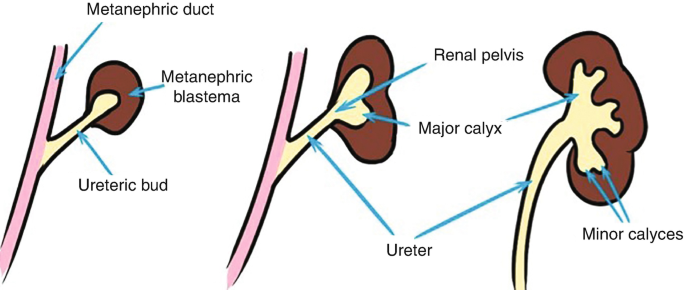 Metanephric duct
Metanephric
blastema
Ureteric bud
Renal pelvis
Major calyx
Ureter
Minor calyces